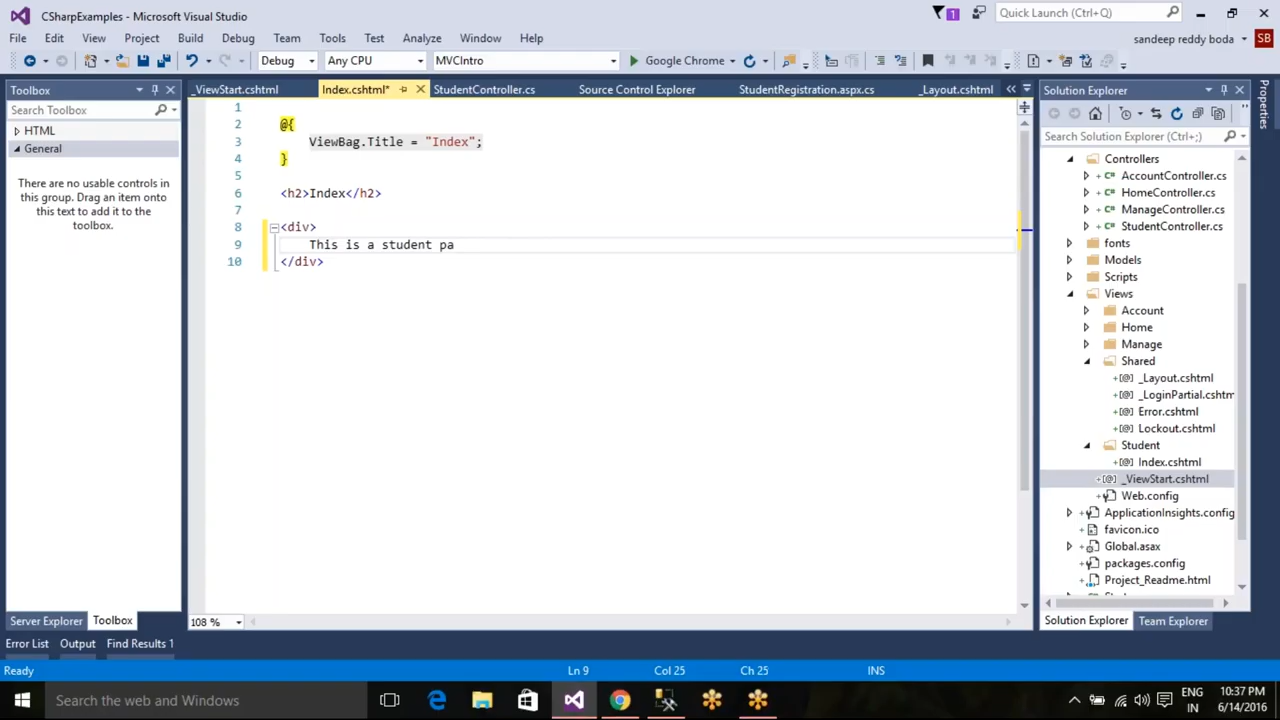 CSharpExamples - Microsoft Visual Studio
1
Quick Launch (Ctrl+Q)
File Edit View Project Build Debug Team Tools Test Analyze Window Help
sandeep reddy boda SB
Debug Any CPU MVCIntro Google Chrome
Toolbox
Search Toolbox
HTML
General
There are no usable controls in
this group. Drag an item onto
this text to add it to the
toolbox.
Server Explorer Toolbox
_ViewStart.cshtml Index.cshtml* StudentController.cs Source Control Explorer StudentRegistration.aspx.cs _Layout.cshtml
1
2 @{
3 ViewBag.Title = "Index";
4 }
5
6 <h2>Index</h2>
7
8 <div>
9 This is a student pa
10 </div>
108 %
Solution Explorer
Search Solution Explorer (Ctrl+;)
Controllers
AccountController.cs
HomeController.cs
ManageController.cs
StudentController.cs
fonts
Models
Scripts
Views
Account
Home
Manage
Shared
_Layout.cshtml
_LoginPartial.cshtm
Error.cshtml
Lockout.cshtml
Student
Index.cshtml
_ViewStart.cshtml
Web.config
ApplicationInsights.config
favicon.ico
Global.asax
packages.config
Project_Readme.html
Solution Explorer Team Explorer
Properties
Error List Output Find Results 1
Ready Ln 9 Col 25 Ch 25 INS
Search the web and Windows
ENG
IN
10:37 PM
6/14/2016